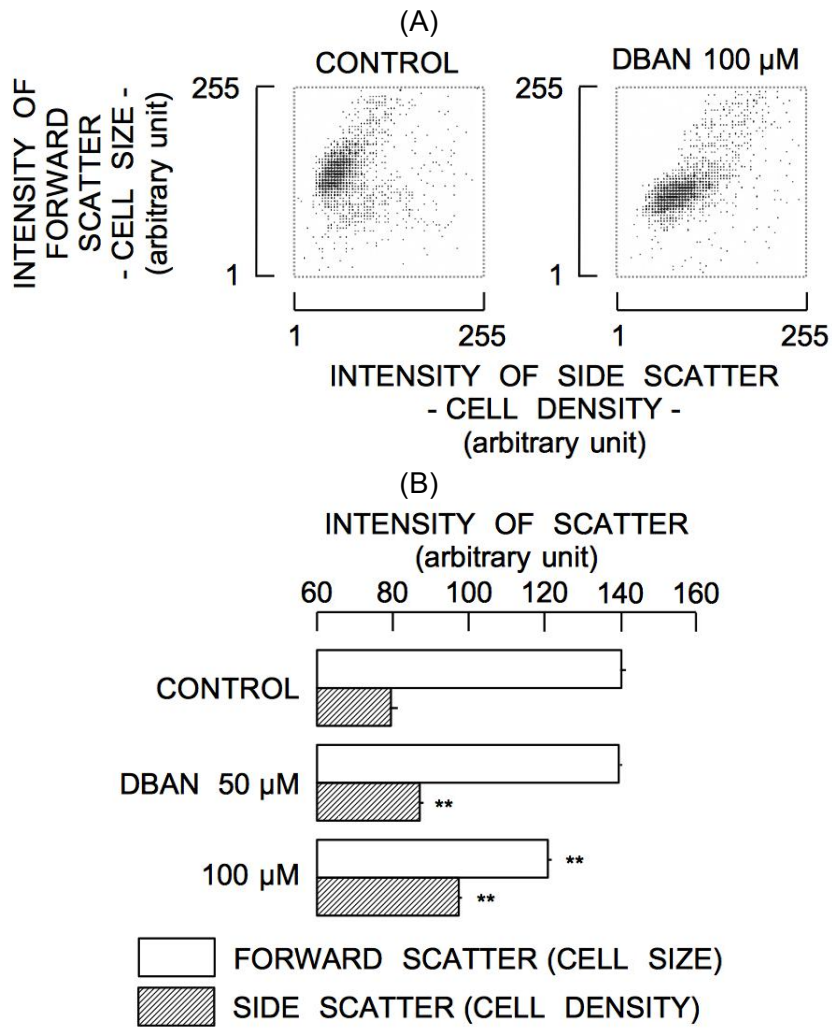 (A)
CONTROL
DBAN 100 µM
INTENSITY OF
FORWARD
SCATTER
- CELL SIZE -
(arbitrary unit)
255
1
255
1
1
255
1
255
INTENSITY OF SIDE SCATTER
- CELL DENSITY -
(arbitrary unit)
(B)
INTENSITY OF SCATTER
(arbitrary unit)
60 80 100 120 140 160
CONTROL
DBAN 50 µM
**
100 µM
**
**
FORWARD SCATTER (CELL SIZE)
SIDE SCATTER (CELL DENSITY)